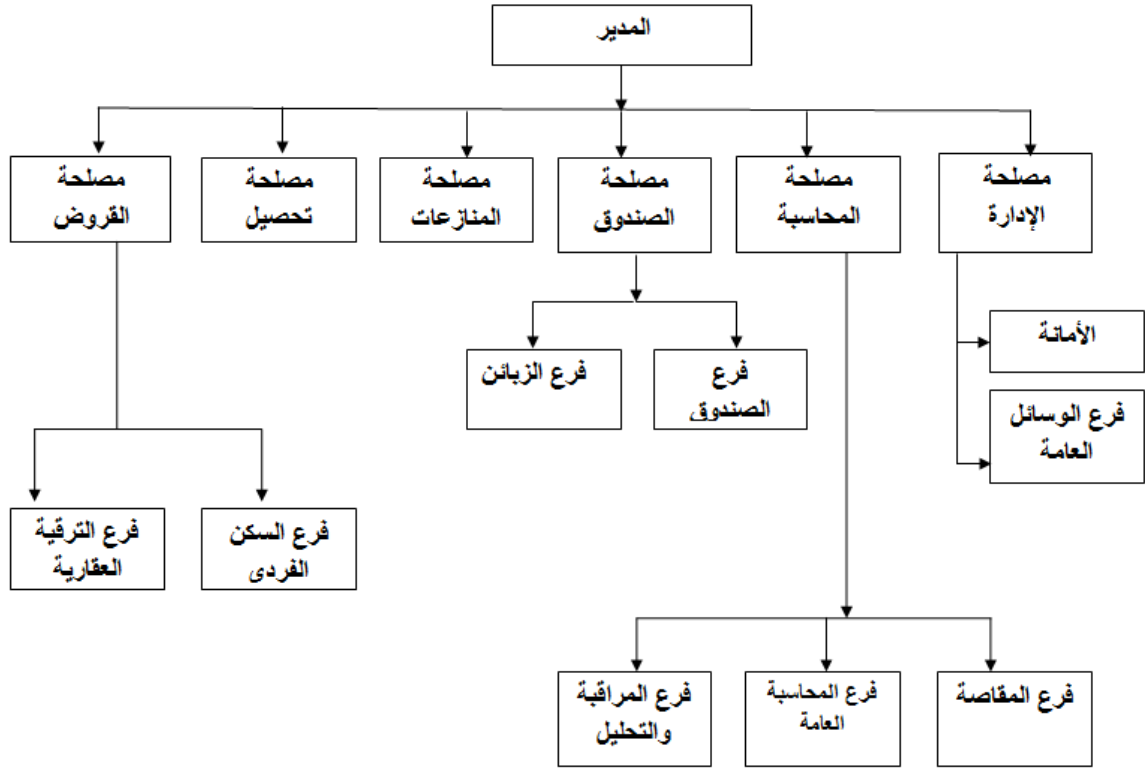 المدير
مصلحة
الإدارة
مصلحة
المحاسبة
مصلحة
الصندوق
مصلحة
المنازعات
مصلحة
تحصيل
مصلحة
القروض
الأمانة
فرع الوسائل
العامة
فرع
الصندوق
فرع الزبائن
فرع السكن
الفردى
فرع الترقية
العقارية
فرع المقاصة
فرع المحاسبة
العامة
فرع المراقبة
والتحليل